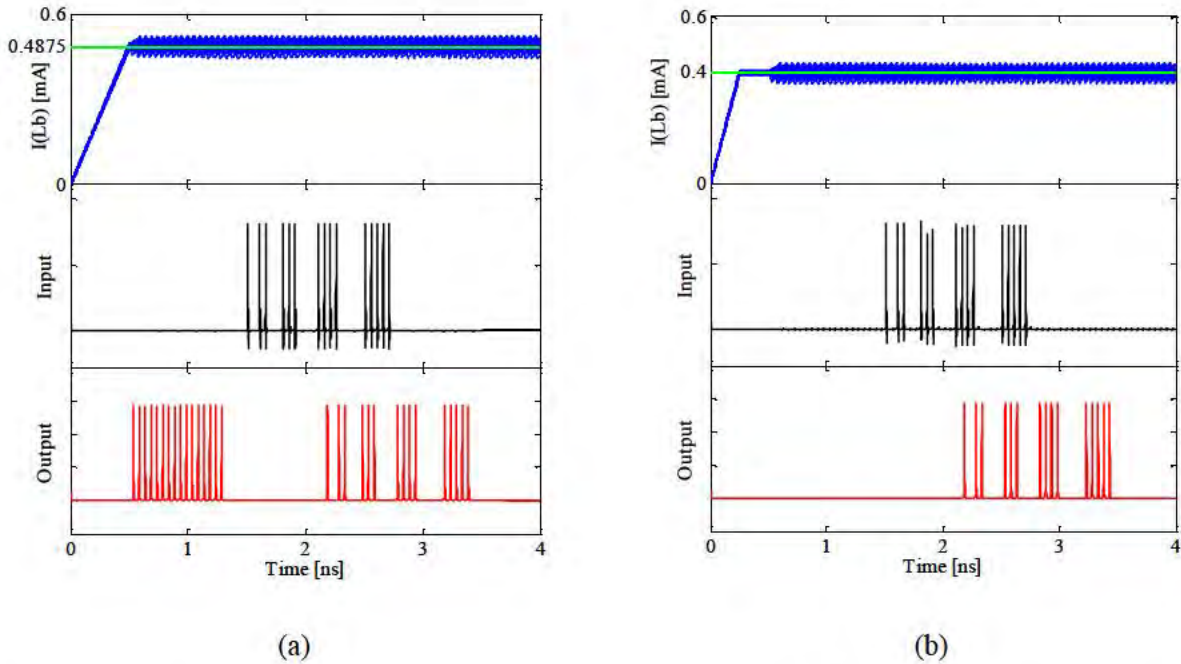 0.6
0.4875
I(Lb) [mA]
0
Input
Output
0 1 2 3 4
Time [ns]
(a)
0.6
0.4
I(Lb) [mA]
0
Input
Output
0 1 2 3 4
Time [ns]
(b)